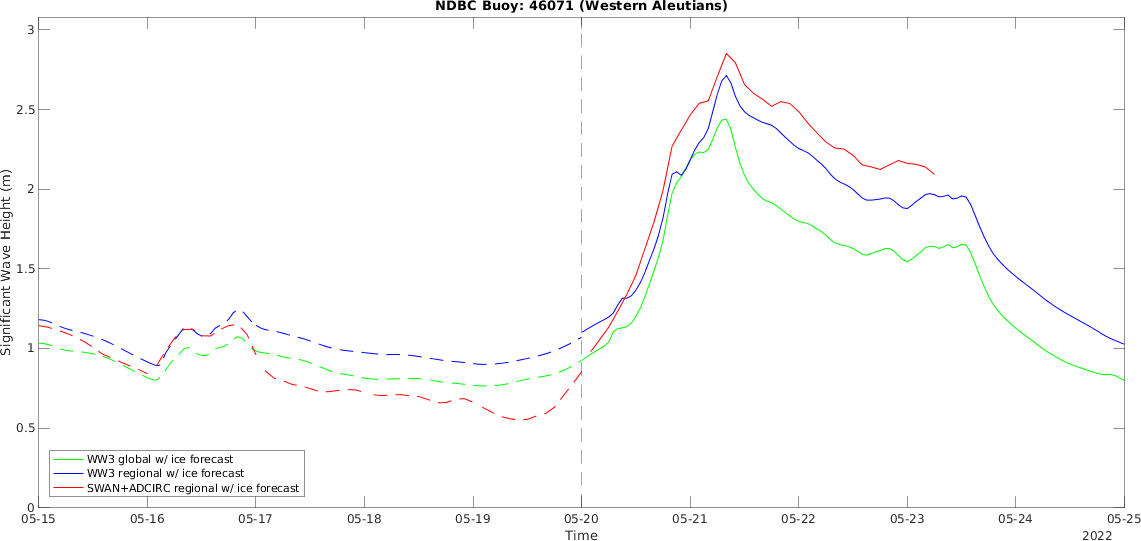 NDBC Buoy: 46071 (Western Aleutians)
Significant Wave Height (m)
3
2.5
2
1.5
1
0.5
0
WW3 global w/ ice forecast
WW3 regional w/ ice forecast
SWAN+ADCIRC regional w/ ice forecast
05-15 05-16 05-17 05-18 05-19 05-20 05-21 05-22 05-23 05-24 05-25
Time
2022